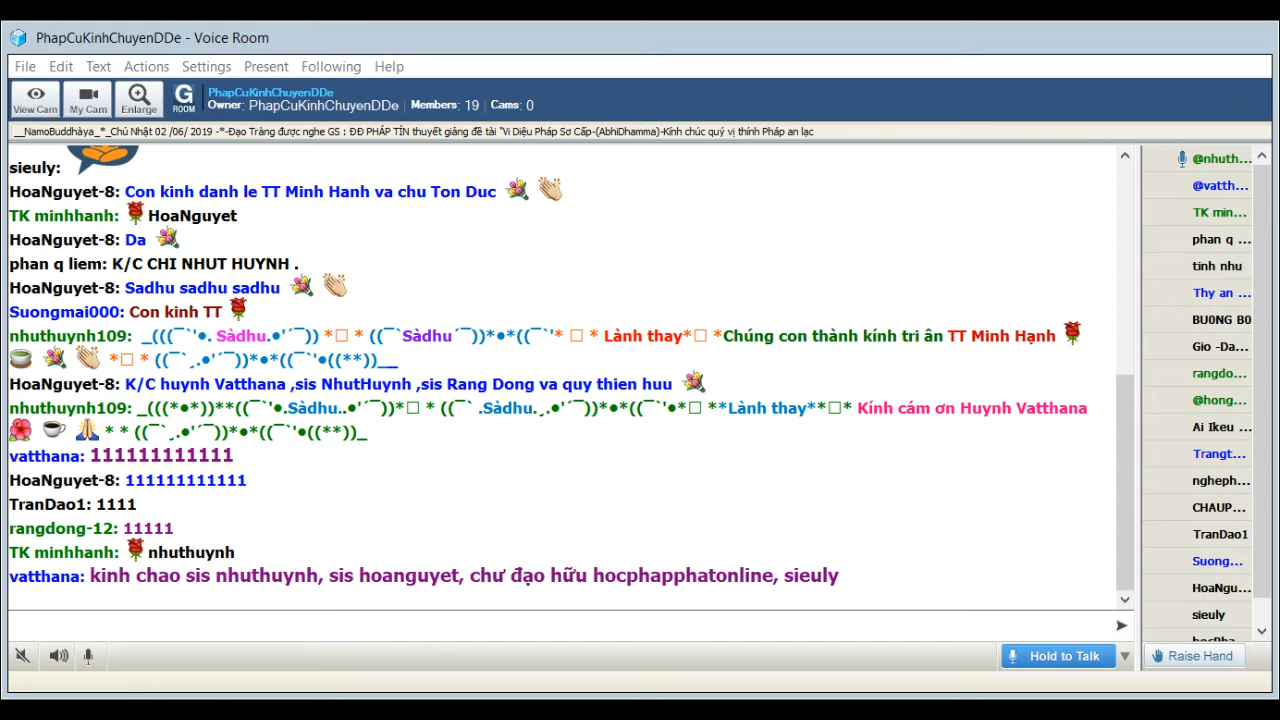 PhapCuKinhChuyenDDe - Voice Room
File Edit Text Actions Settings Present Following Help
View Cam My Cam Enlarge G ROOM PhapCuKinhChuyenDDe
Owner: PhapCuKinhChuyenDDe Members: 19 Cams: 0
__NamoBuddhàya_*_Chủ Nhật 02 /06/ 2019 -*-Đạo Tràng được nghe GS : ĐĐ PHÁP TÍN thuyết giảng đề tài "Vi Diệu Pháp Sơ Cấp-(AbhiDhamma)-Kính chúc quý vị thính Pháp an lạc
sieuly:
HoaNguyet-8: Con kinh danh le TT Minh Hanh va chu Ton Duc
TK minhhanh: HoaNguyet
HoaNguyet-8: Da
phan q liem: K/C CHI NHUT HUYNH .
HoaNguyet-8: Sadhu sadhu sadhu
Suongmai000: Con kinh TT
nhuthuynh109: _(((¯`'•. Sàdhu.•'´¯)) *□ * ((¯`Sàdhu´¯))*•*((¯`'* □ * Lành thay*□ *Chúng con thành kính tri ân TT Minh Hạnh
*□ * ((¯`¸.•'´¯))*•*((¯`'•((**))__
HoaNguyet-8: K/C huynh Vatthana ,sis NhutHuynh ,sis Rang Dong va quy thien huu
nhuthuynh109: _(((*•*))**((¯`'•.Sàdhu..•'´¯))*□ * ((¯` .Sàdhu.¸.•'´¯))*•*((¯`'•*□ **Lành thay**□* Kính cám ơn Huynh Vatthana
* * ((¯`¸.•'´¯))*•*((¯`'•((**))_
vatthana: 111111111111
HoaNguyet-8: 111111111111
TranDao1: 1111
rangdong-12: 11111
TK minhhanh: nhuthuynh
vatthana: kinh chao sis nhuthuynh, sis hoanguyet, chư đạo hữu hocphapphatonline, sieuly
@nhuth...
@vatth...
TK min...
phan q ...
tinh nhu
Thy an ...
BU0NG B0
Gio -Da...
rangdo...
@hong...
Ai Ikeu ...
Trangt...
ngheph...
CHAUP...
TranDao1
Suong...
HoaNgu...
sieuly
hocPha...
Hold to Talk
Raise Hand